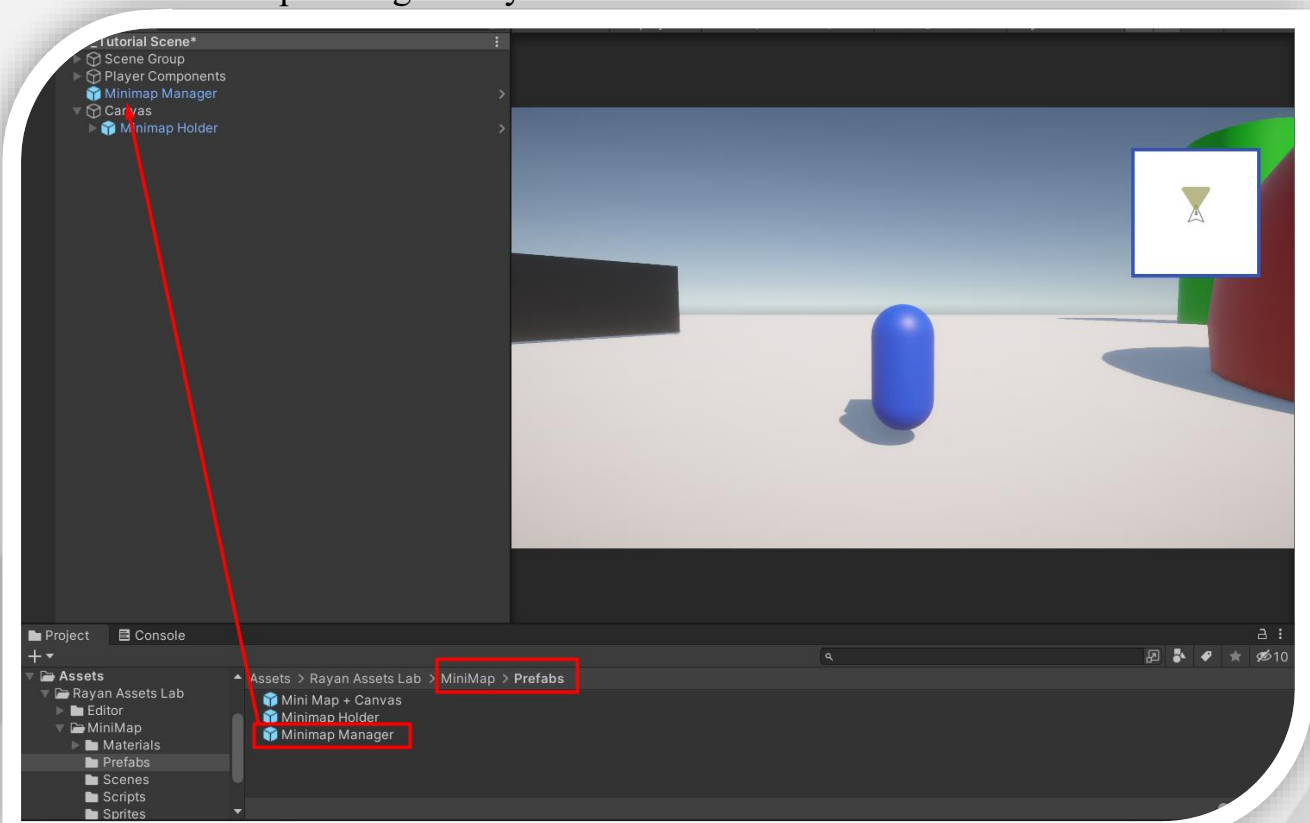 Tutorial Scene*
Scene Group
Player Components
Minimap Manager
Canvas
Minimap Holder
Project
Console
10
Assets
Assets > Rayan Assets Lab > MiniMap > Prefabs
Rayan Assets Lab
Mini Map + Canvas
Editor
Minimap Holder
MiniMap
Minimap Manager
Materials
Prefabs
Scenes
Scripts
Sprites